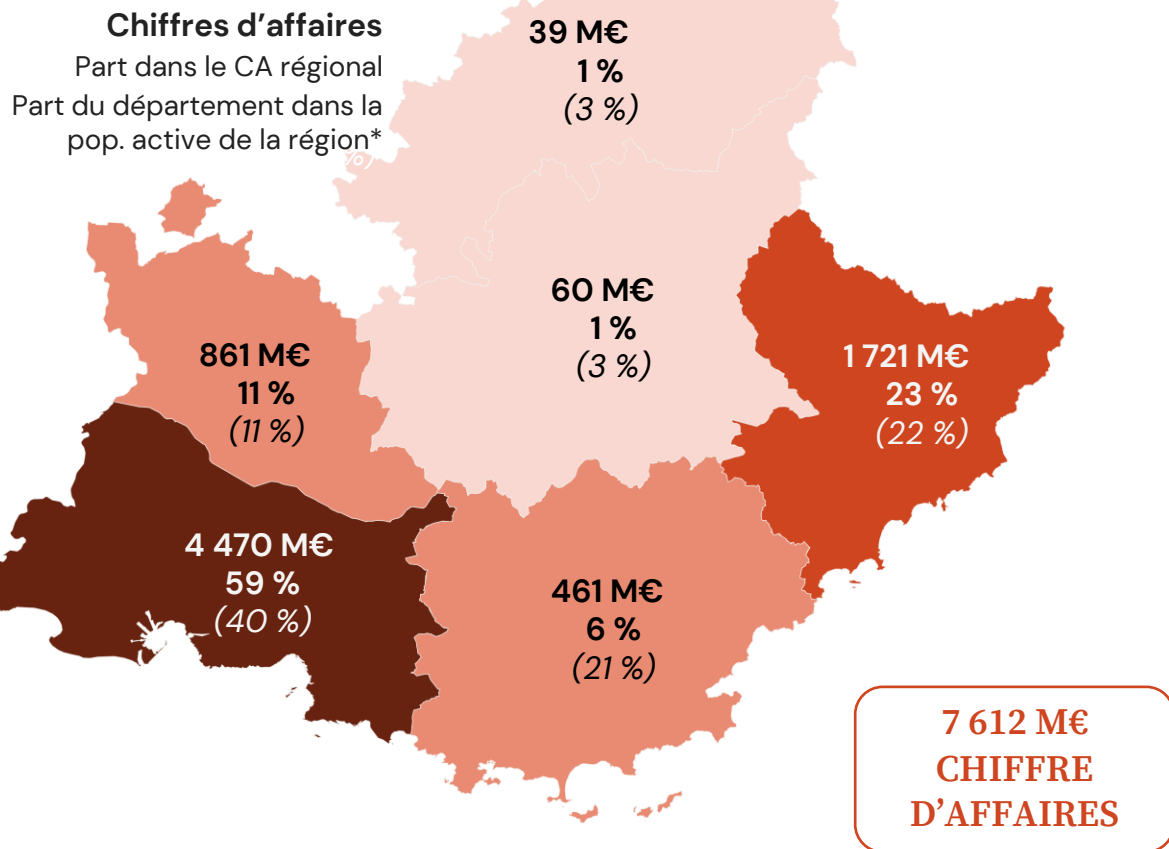 Chiffres d'affaires
Part dans le CA régional
Part du département dans la
pop. active de la région*
%)
39 M€
1 %
(3 %)
60 M€
1 %
(3 %)
861 M€
11 %
(11 %)
1 721 M€
23 %
(22 %)
4 470 M€
59 %
(40 %)
461 M€
6 %
(21 %)
7 612 M€
CHIFFRE
D'AFFAIRES